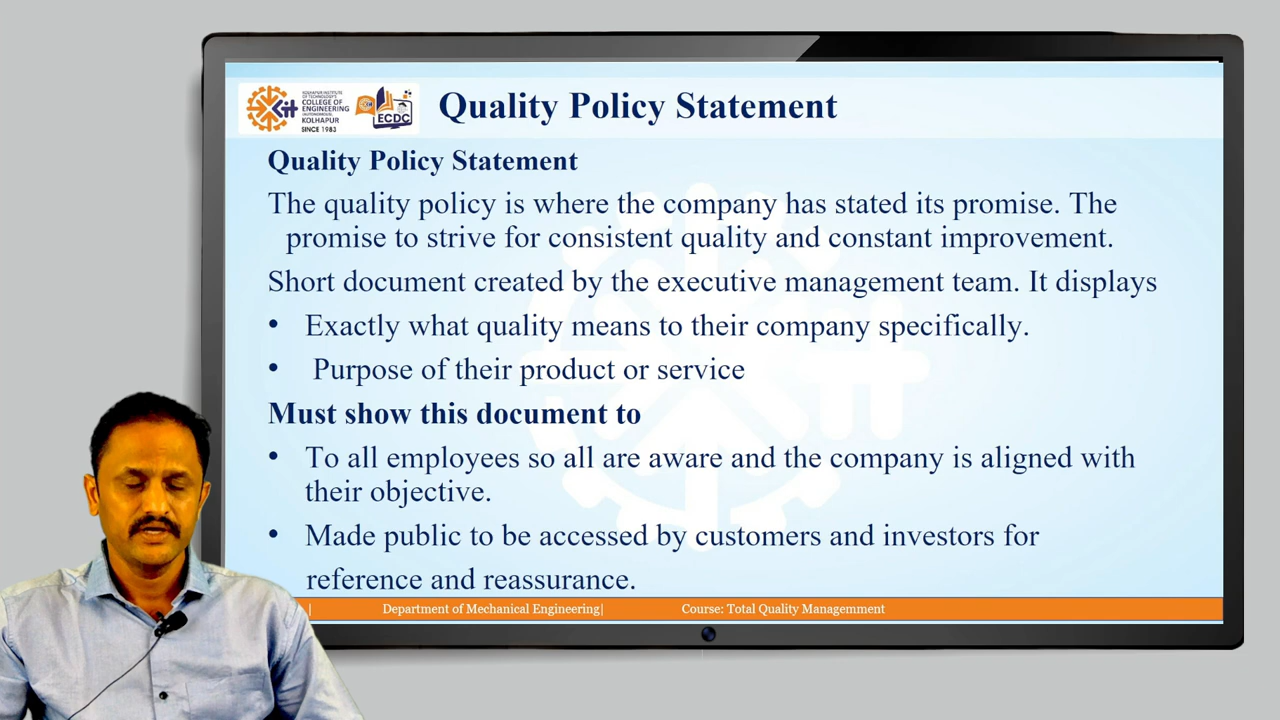 KOLHAPUR INSTITUTE
OF TECHNOLOGY'S
COLLEGE OF
ENGINEERING
(AUTONOMOUS),
KOLHAPUR
SINCE 1983
ECDC
Quality Policy Statement
Quality Policy Statement
The quality policy is where the company has stated its promise. The
promise to strive for consistent quality and constant improvement.
Short document created by the executive management team. It displays
• Exactly what quality means to their company specifically.
• Purpose of their product or service
Must show this document to
• To all employees so all are aware and the company is aligned with
their objective.
• Made public to be accessed by customers and investors for
reference and reassurance.
| Department of Mechanical Engineering| Course: Total Quality Managemment